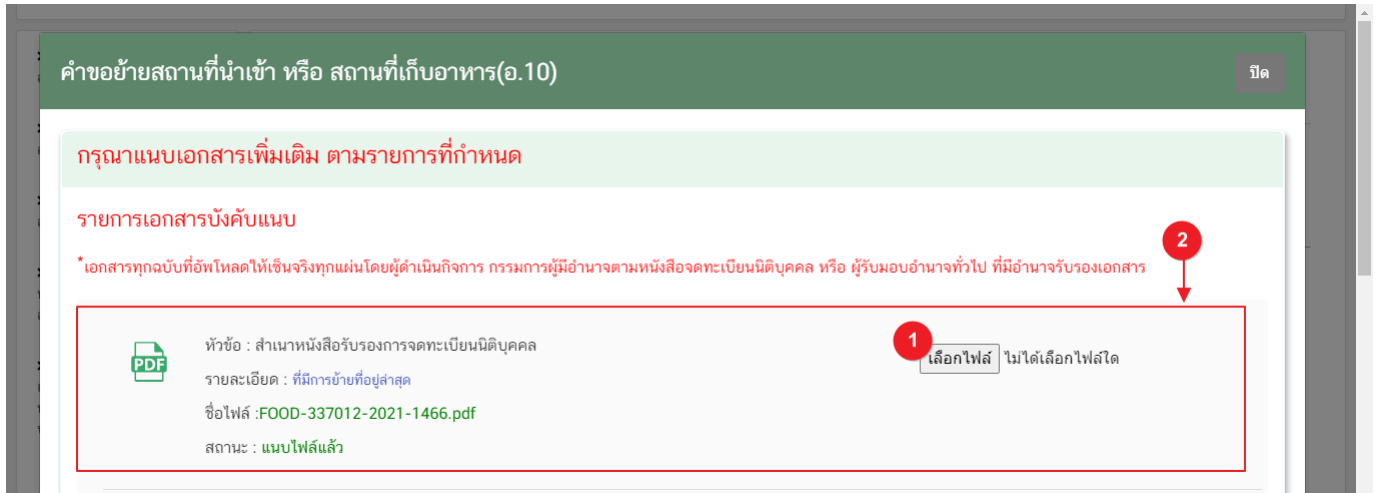 คำขอย้ายสถานที่นำเข้า หรือ สถานที่เก็บอาหาร(อ.10)
ปิด
กรุณาแนบเอกสารเพิ่มเติม ตามรายการที่กำหนด
รายการเอกสารบังคับแนบ
2
*เอกสารทุกฉบับที่อัพโหลดให้เซ็นจริงทุกแผ่นโดยผู้ดำเนินกิจการ กรรมการผู้มีอำนาจตามหนังสือจดทะเบียนนิติบุคคล หรือ ผู้รับมอบอำนาจทั่วไป ที่มีอำนาจรับรองเอกสาร
1
PDF
หัวข้อ : สำเนาหนังสือรับรองการจดทะเบียนนิติบุคคล
เลือกไฟล์ ไม่ได้เลือกไฟล์ใด
รายละเอียด : ที่มีการย้ายที่อยู่ล่าสุด
ชื่อไฟล์ :FOOD-337012-2021-1466.pdf
สถานะ : แนบไฟล์แล้ว